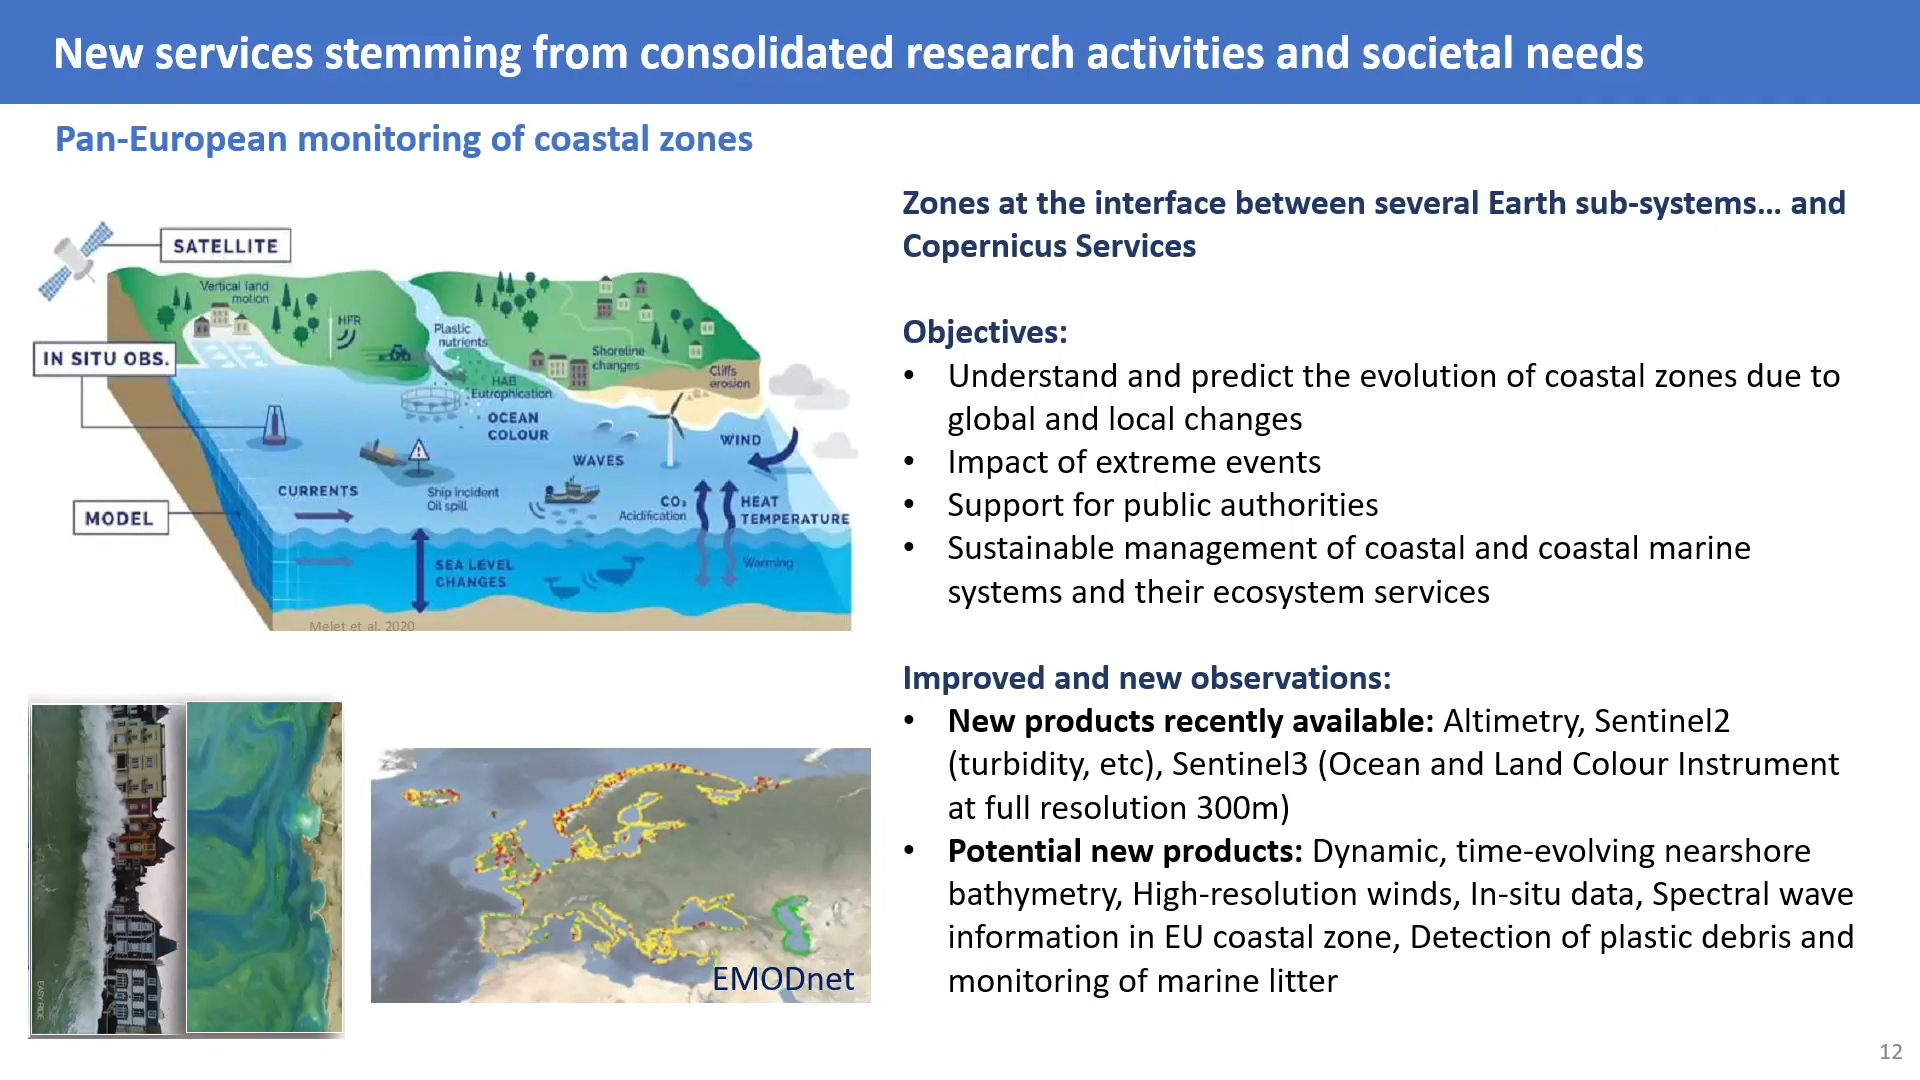 New services stemming from consolidated research activities and societal needs
Pan-European monitoring of coastal zones
SATELLITE
Vertical land
motion
HFR
IN SITU OBS.
Plastic
nutrients
Shoreline
changes
Cliffs
erosion
HAB
Eutrophication
OCEAN
COLOUR
WIND
WAVES
CURRENTS
Ship incident
Oil spill
CO₂
Acidification
HEAT
TEMPERATURE
MODEL
SEA LEVEL
CHANGES
Warming
Melet et al. 2020
EASY RIDE
EMODnet
Zones at the interface between several Earth sub-systems... and
Copernicus Services
Objectives:
• Understand and predict the evolution of coastal zones due to
global and local changes
• Impact of extreme events
• Support for public authorities
• Sustainable management of coastal and coastal marine
systems and their ecosystem services
Improved and new observations:
• New products recently available: Altimetry, Sentinel2
(turbidity, etc), Sentinel3 (Ocean and Land Colour Instrument
at full resolution 300m)
• Potential new products: Dynamic, time-evolving nearshore
bathymetry, High-resolution winds, In-situ data, Spectral wave
information in EU coastal zone, Detection of plastic debris and
monitoring of marine litter
12